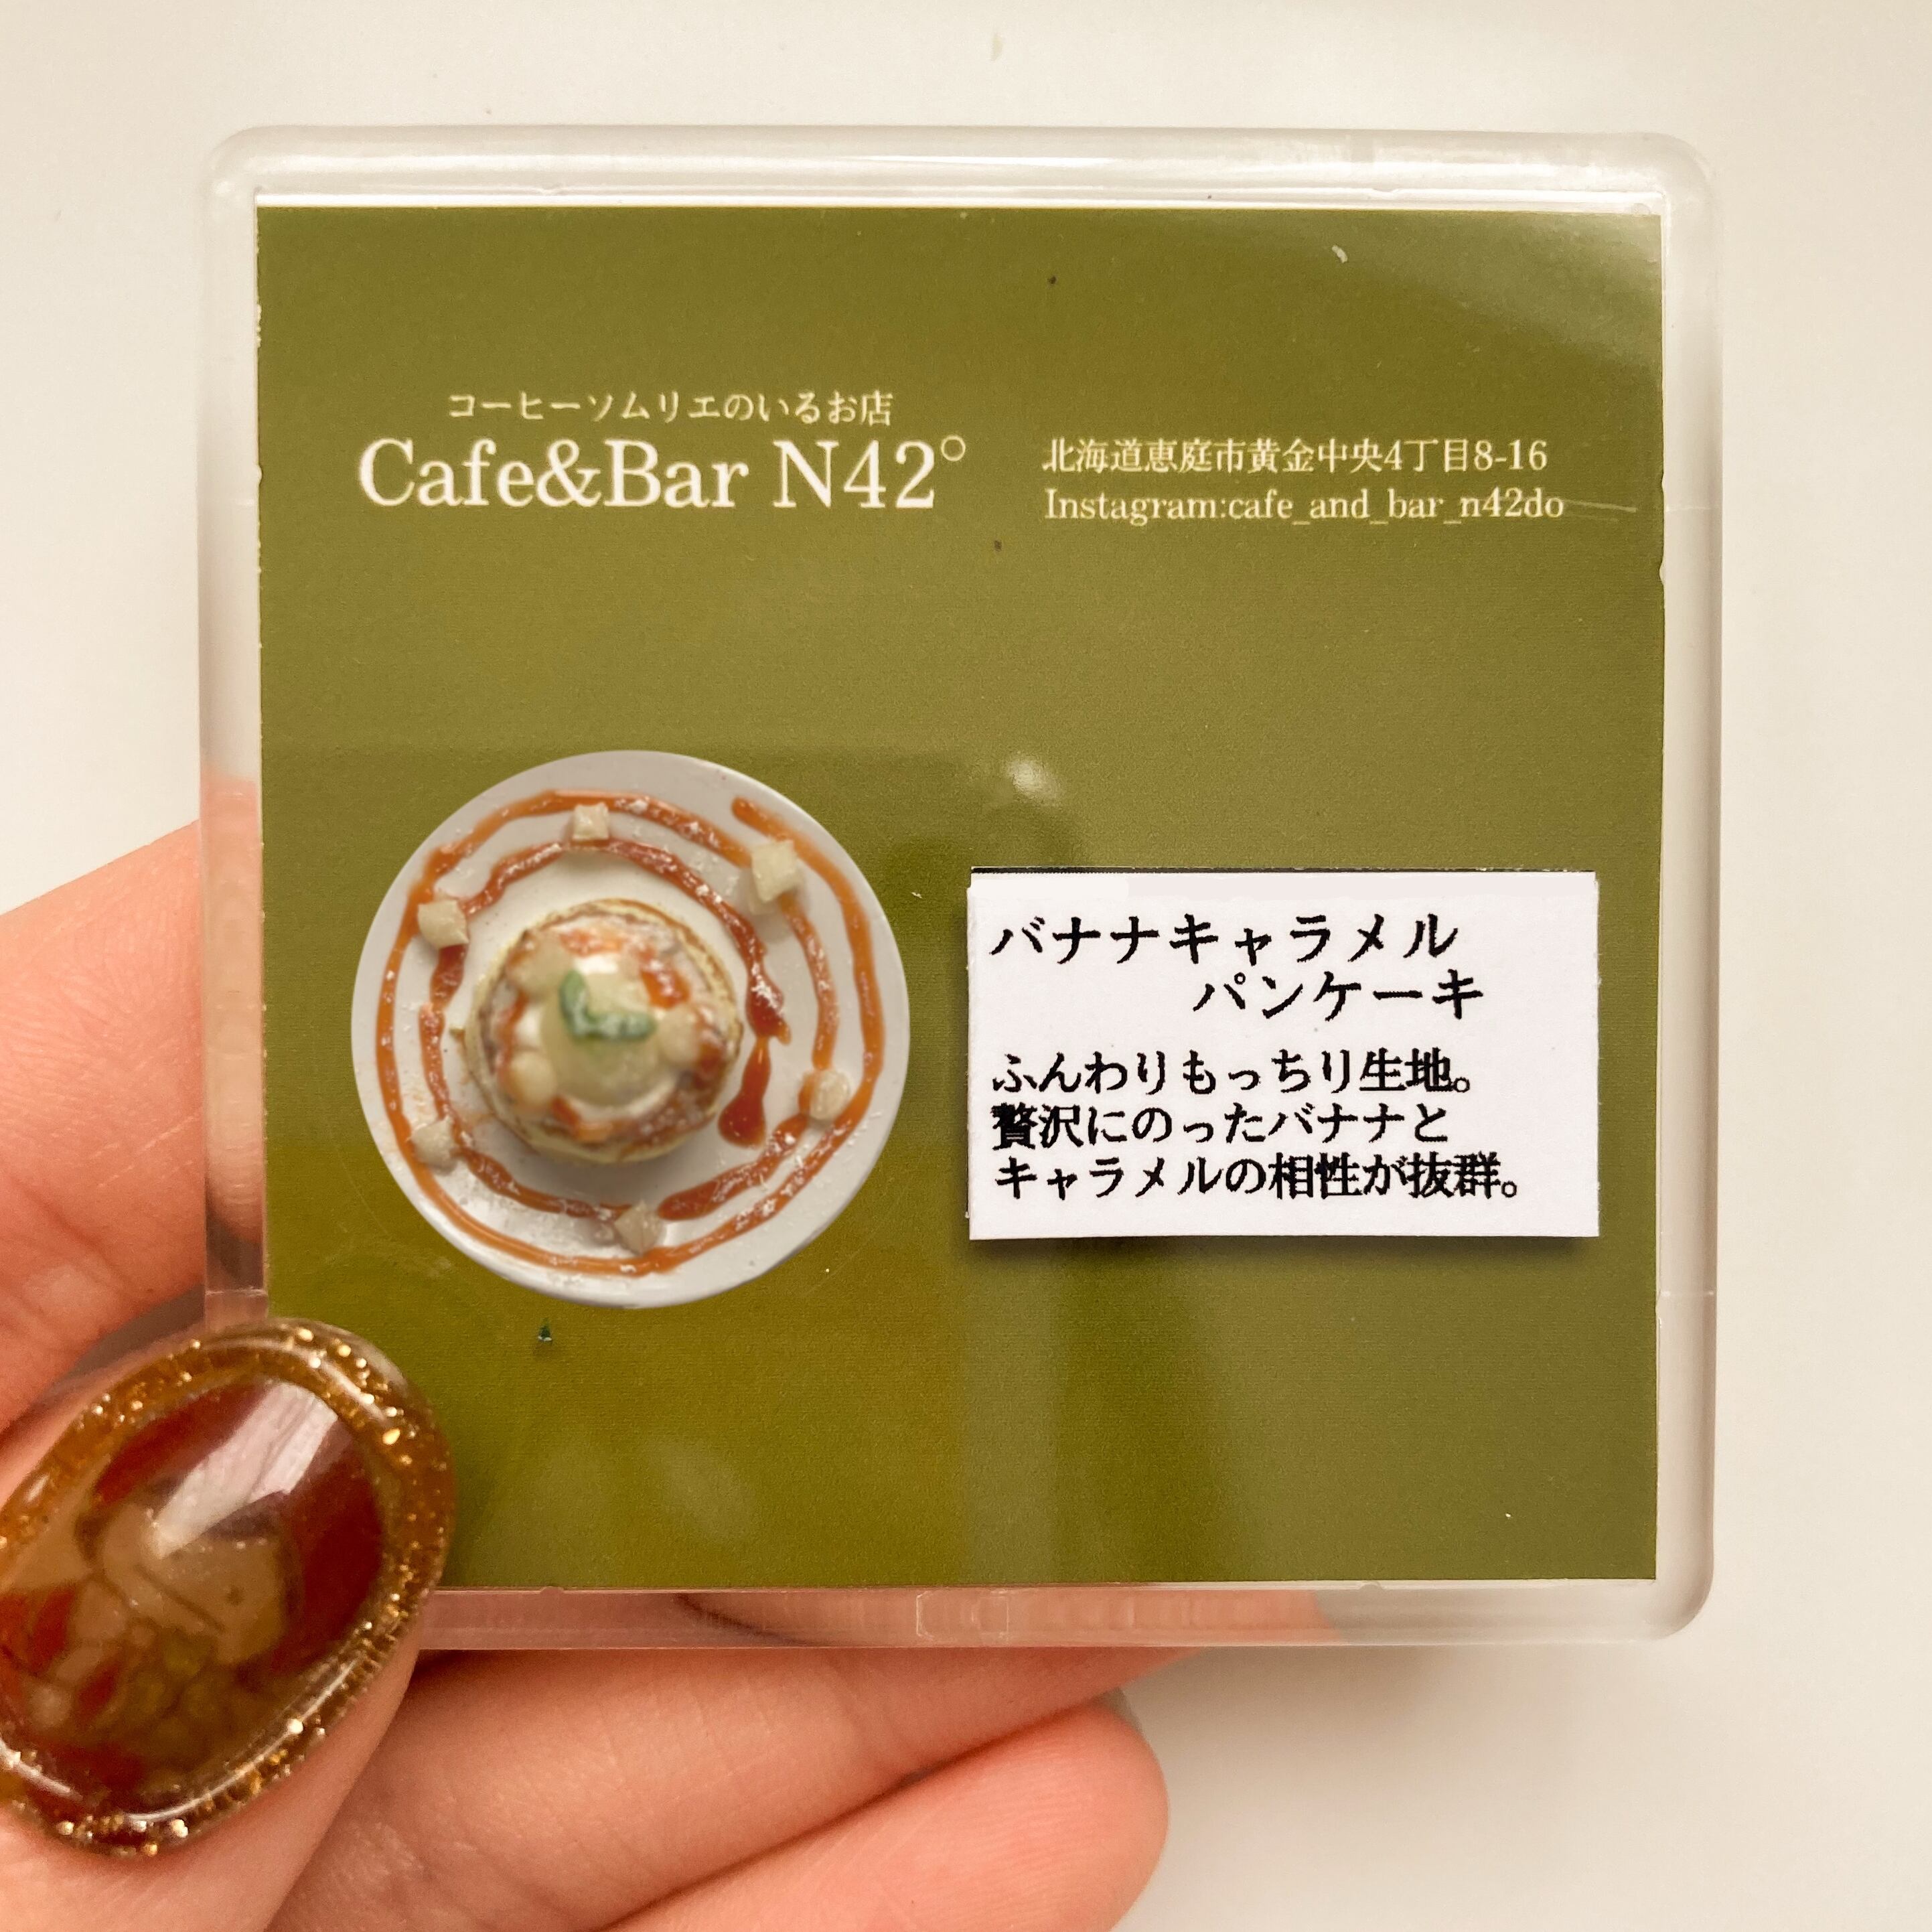 コーヒーソムリエのいるお店
Cafe&Bar N42°
北海道恵庭市黄金中央4丁目8-16
Instagram:cafe_and_bar_n42do
バナナキャラメル
パンケーキ
ふんわりもっちり生地。
贅沢にのったバナナと
キャラメルの相性が抜群。